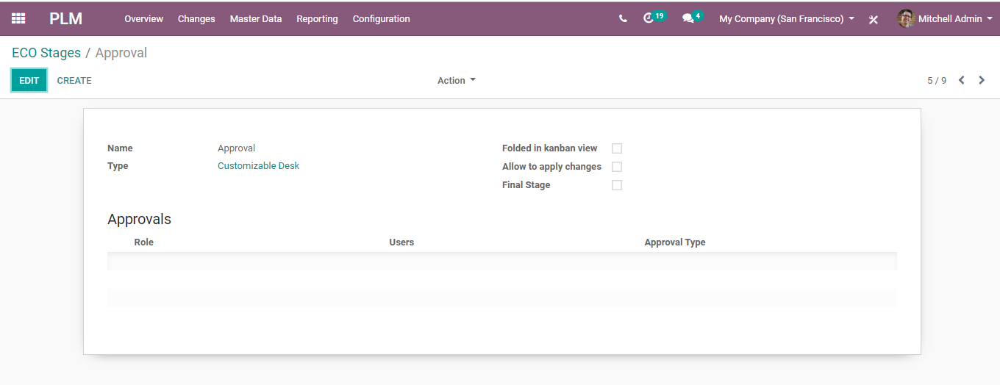 PLM Overview Changes Master Data Reporting Configuration 19 4 My Company (San Francisco) Mitchell Admin
ECO Stages / Approval
EDIT CREATE Action 5 / 9
Name Approval Folded in kanban view
Type Customizable Desk Allow to apply changes
Final Stage
Approvals
Role Users Approval Type